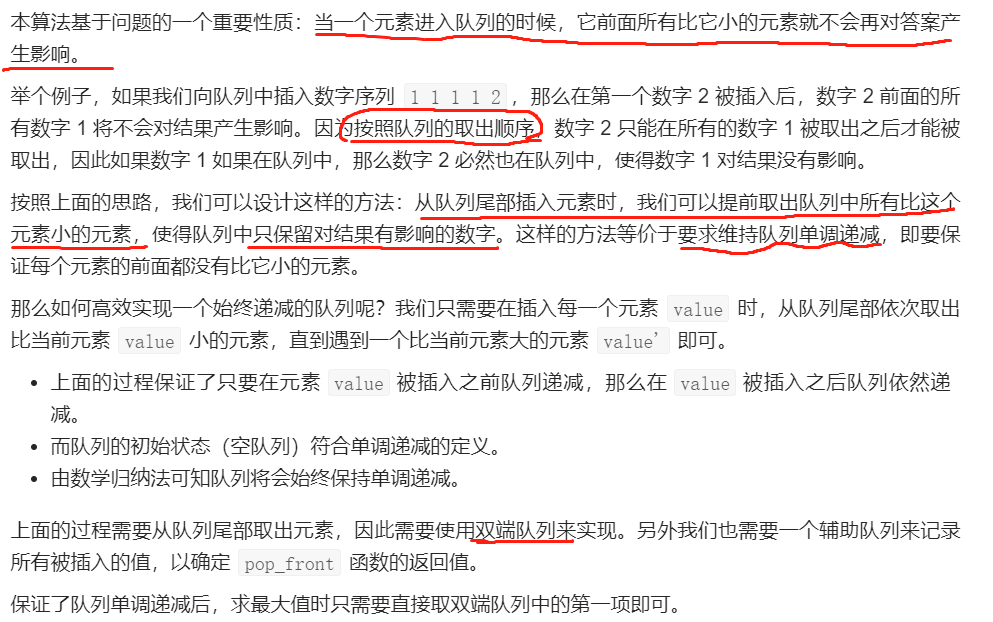 本算法基于问题的一个重要性质：当一个元素进入队列的时候，它前面所有比它小的元素就不会再对答案产
生影响。
举个例子，如果我们向队列中插入数字序列 1 1 1 1 2，那么在第一个数字 2 被插入后，数字 2 前面的所
有数字 1 将不会对结果产生影响。因为按照队列的取出顺序，数字 2 只能在所有的数字 1 被取出之后才能被
取出，因此如果数字 1 如果在队列中，那么数字 2 必然也在队列中，使得数字 1 对结果没有影响。
按照上面的思路，我们可以设计这样的方法：从队列尾部插入元素时，我们可以提前取出队列中所有比这个
元素小的元素，使得队列中只保留对结果有影响的数字。这样的方法等价于要求维持队列单调递减，即要保
证每个元素的前面都没有比它小的元素。
那么如何高效实现一个始终递减的队列呢？我们只需要在插入每一个元素 value 时，从队列尾部依次取出
比当前元素 value 小的元素，直到遇到一个比当前元素大的元素 value' 即可。
• 上面的过程保证了只要在元素 value 被插入之前队列递减，那么在 value 被插入之后队列依然递
减。
• 而队列的初始状态（空队列）符合单调递减的定义。
• 由数学归纳法可知队列将会始终保持单调递减。
上面的过程需要从队列尾部取出元素，因此需要使用双端队列来实现。另外我们也需要一个辅助队列来记录
所有被插入的值，以确定 pop_front 函数的返回值。
保证了队列单调递减后，求最大值时只需要直接取双端队列中的第一项即可。